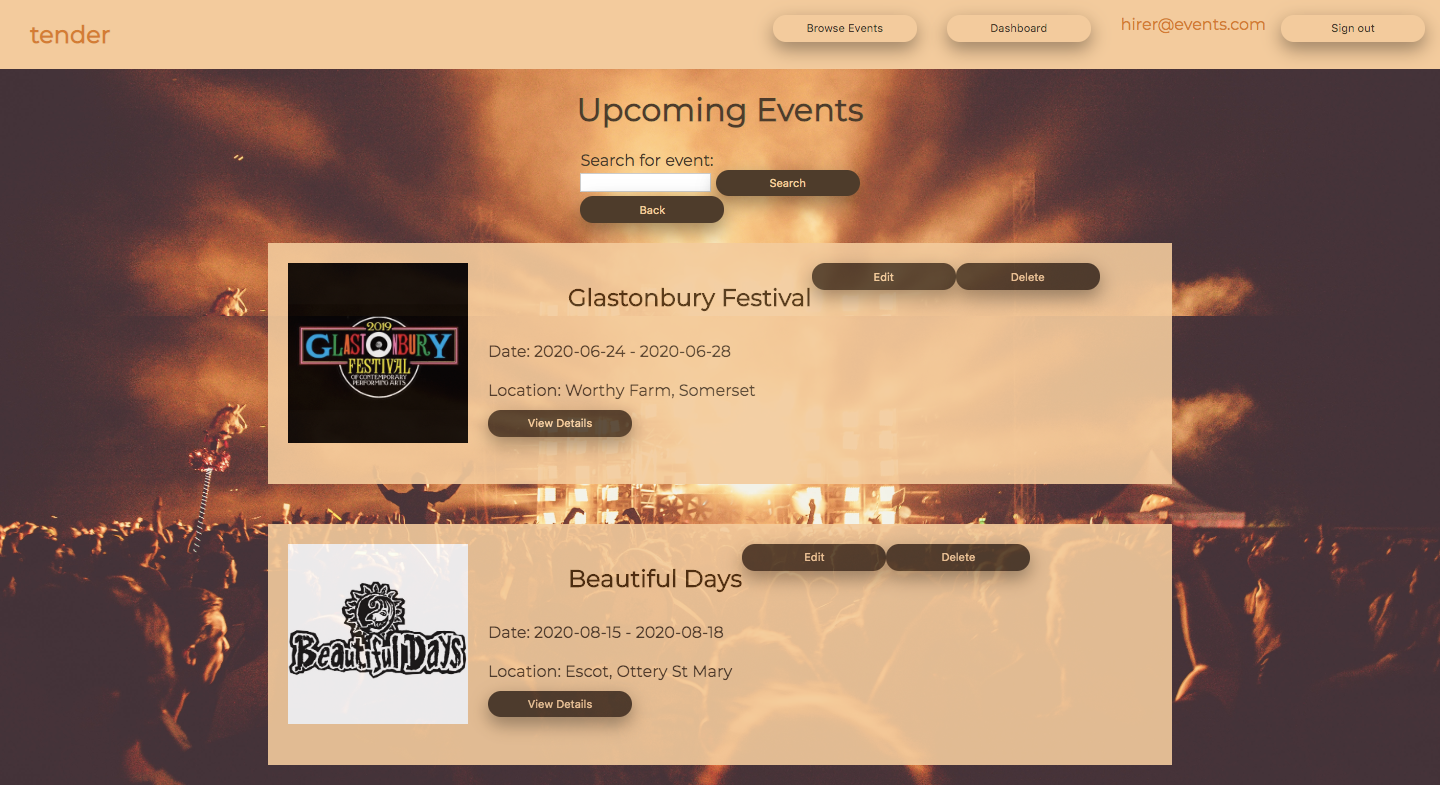 tender
Browse Events
Dashboard
hirer@events.com
Sign out
Upcoming Events
Search for event:
Search
Back
2019
GLASTONBURY
FESTIVAL
OF CONTEMPORARY
PERFORMING ARTS
Glastonbury Festival
Edit
Delete
Date: 2020-06-24 - 2020-06-28
Location: Worthy Farm, Somerset
View Details
Beautiful Days
Beautiful Days
Edit
Delete
Date: 2020-08-15 - 2020-08-18
Location: Escot, Ottery St Mary
View Details